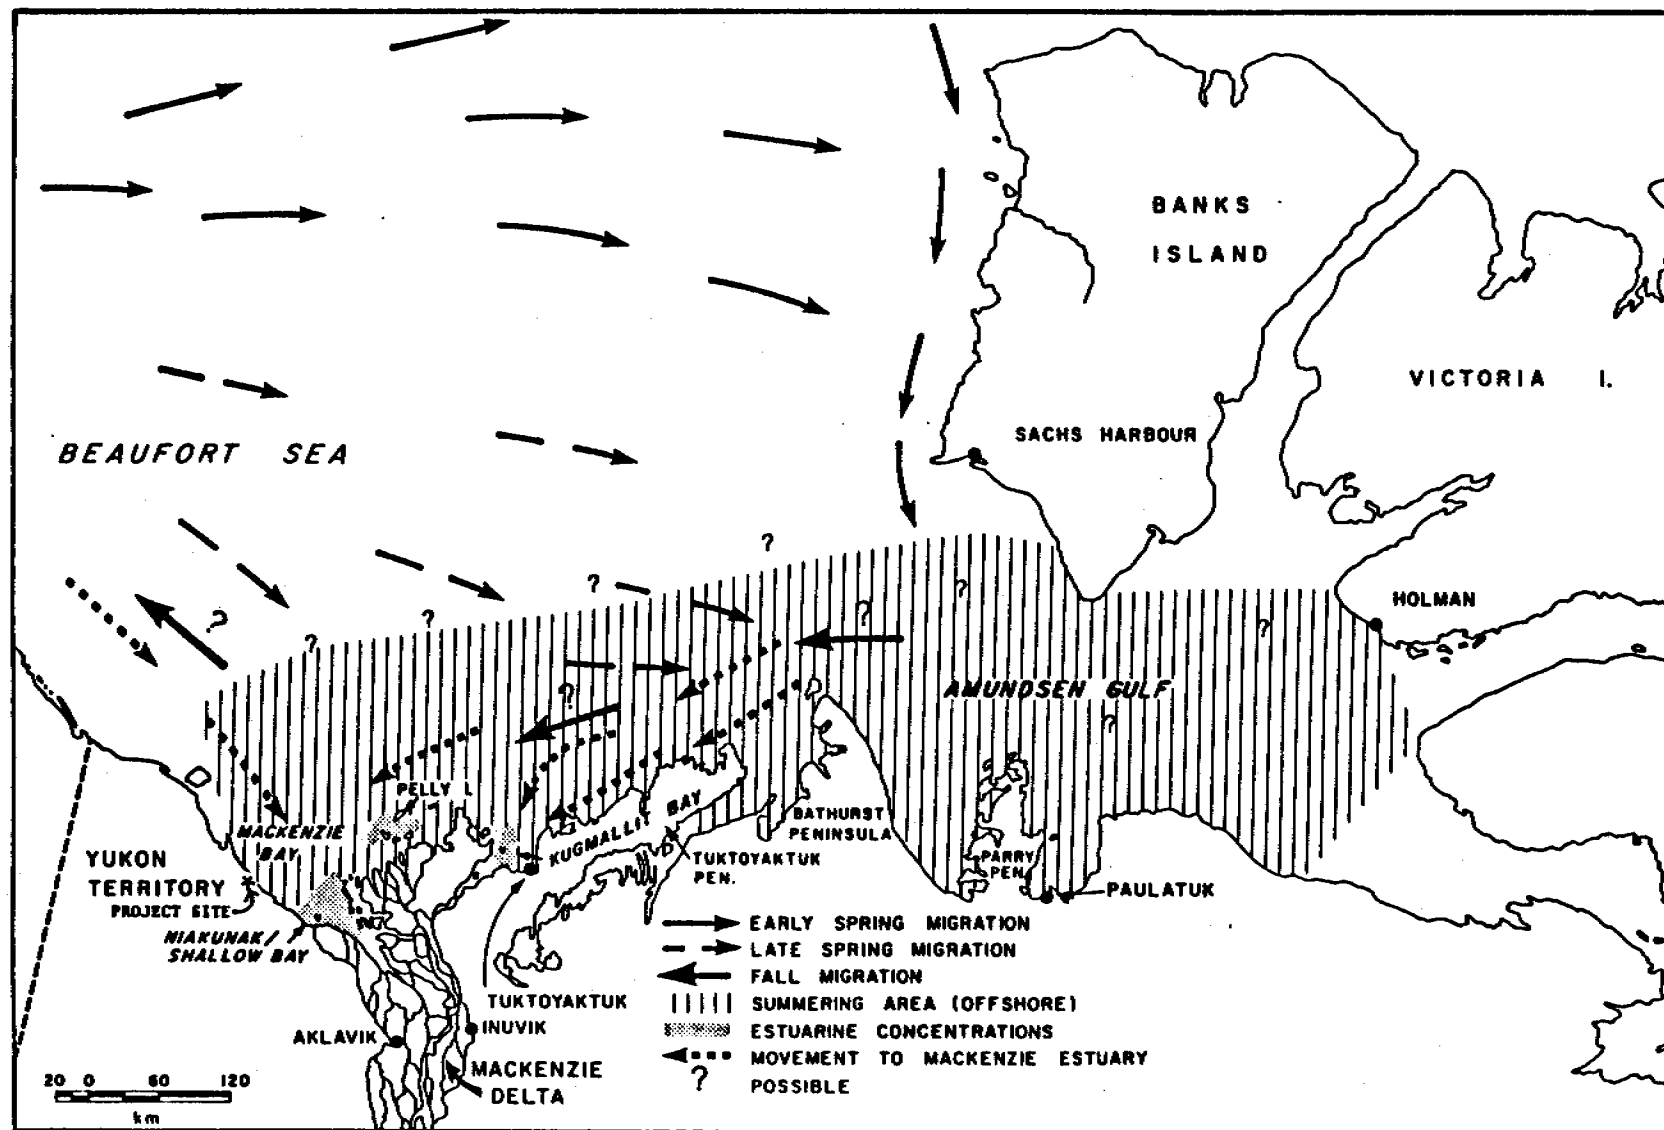 BANKS
ISLAND
VICTORIA I.
SACHS HARBOUR
BEAUFORT SEA
?
?
?
?
HOLMAN
?
?
?
?
?
AMUNDSEN GULF
?
PELLY I.
MACKENZIE
BAY
KUGMALLIT BAY
BATHURST
PENINSULA
YUKON
TERRITORY
PROJECT SITE
TUKTOYAKTUK
PEN.
PARRY
PEN.
PAULATUK
NIAKUNAK/
SHALLOW BAY
TUKTOYAKTUK
INUVIK
AKLAVIK
MACKENZIE
DELTA
EARLY SPRING MIGRATION
LATE SPRING MIGRATION
FALL MIGRATION
SUMMERING AREA (OFFSHORE)
ESTUARINE CONCENTRATIONS
MOVEMENT TO MACKENZIE ESTUARY
? POSSIBLE
20 0 60 120
km